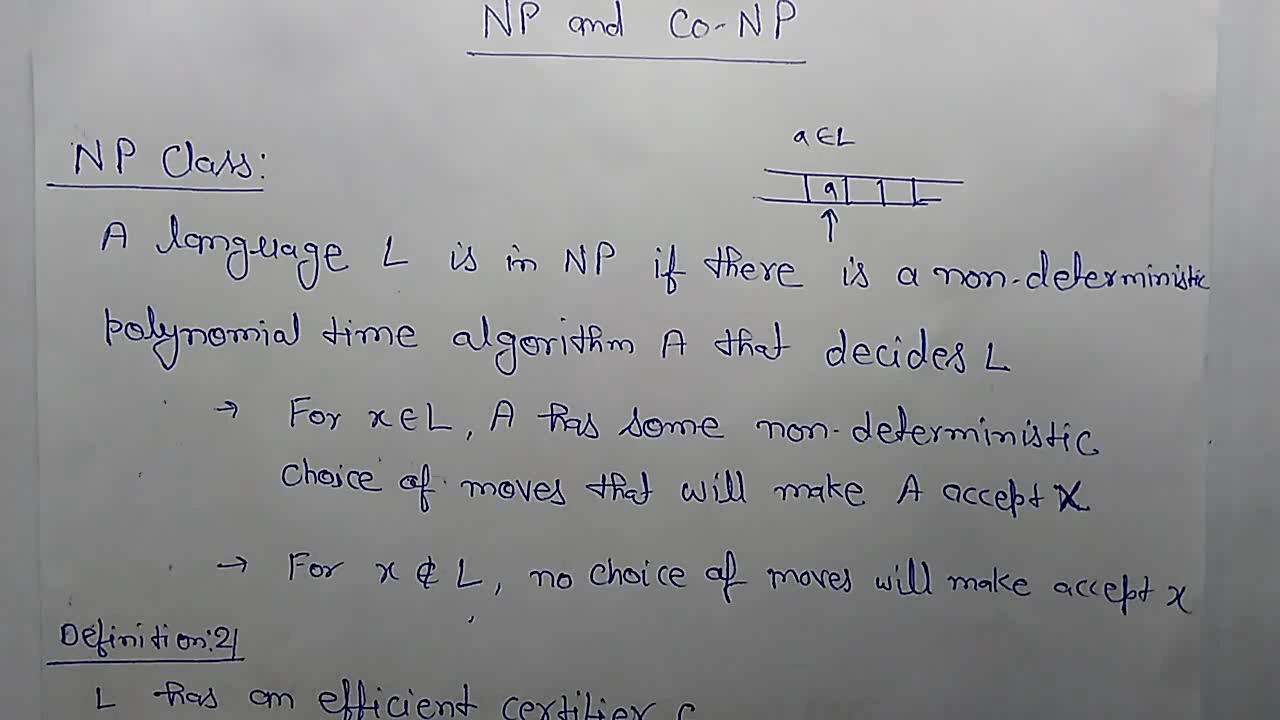 NP and Co-NP
NP Class:
a∈L
a 1
A language L is in NP if there is a non-deterministic
polynomial time algorithm A that decides L
→ For x∈L, A has some non-deterministic
choice of moves that will make A accept X
→ For x ∉ L, no choice of moves will make accept x
Definition:2
L has an efficient certifier C